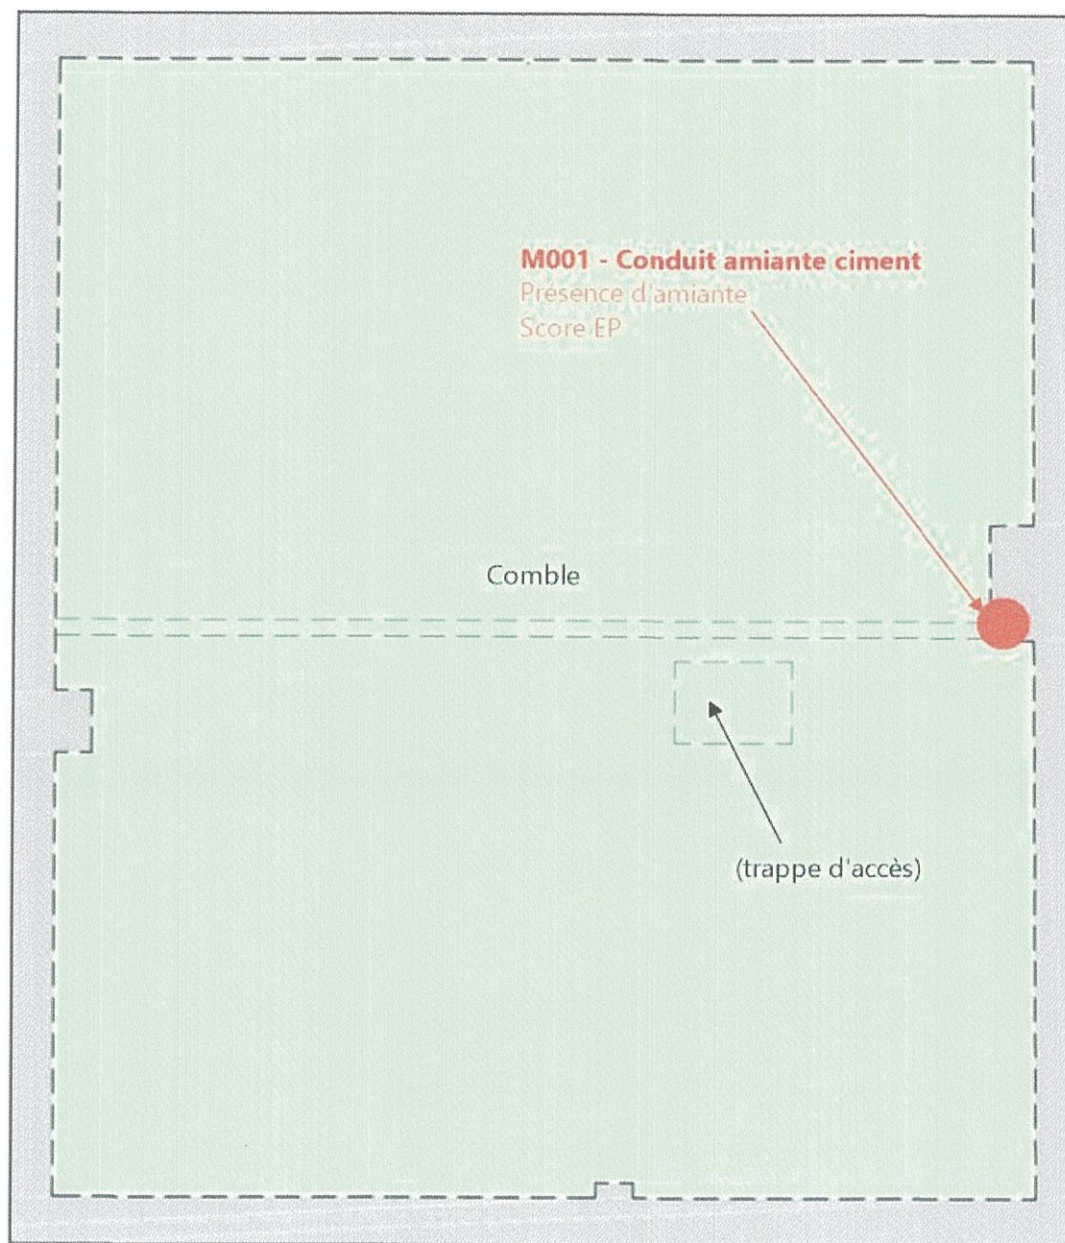 M001 - Conduit amiante ciment
Présence d'amiante
Score EP
Comble
(trappe d'accès)